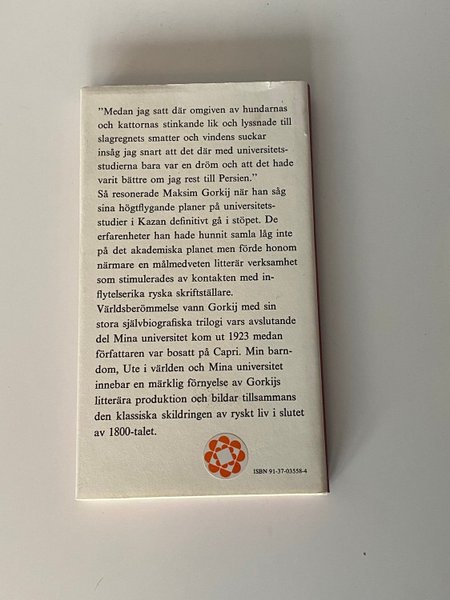 ”Medan jag satt där omgiven av hundarnas
och kattornas stinkande lik och lyssnade till
slagregnets smatter och vindens suckar
insåg jag snart att det där med universitets-
studierna bara var en dröm och att det hade
varit bättre om jag rest till Persien.”
Så resonerade Maksim Gorkij när han såg
sina högtflygande planer på universitets-
studier i Kazan definitivt gå i stöpet. De
erfarenheter han hade hunnit samla låg inte
på det akademiska planet men förde honom
närmare en målmedveten litterär verksamhet
som stimulerades av kontakten med in-
flytelserika ryska skriftställare.
Världsberömmelse vann Gorkij med sin
stora självbiografiska trilogi vars avslutande
del Mina universitet kom ut 1923 medan
författaren var bosatt på Capri. Min barn-
dom, Ute i världen och Mina universitet
innebar en märklig förnyelse av Gorkijs
litterära produktion och bildar tillsammans
den klassiska skildringen av ryskt liv i slutet
av 1800-talet.
ISBN 91-37-03558-4